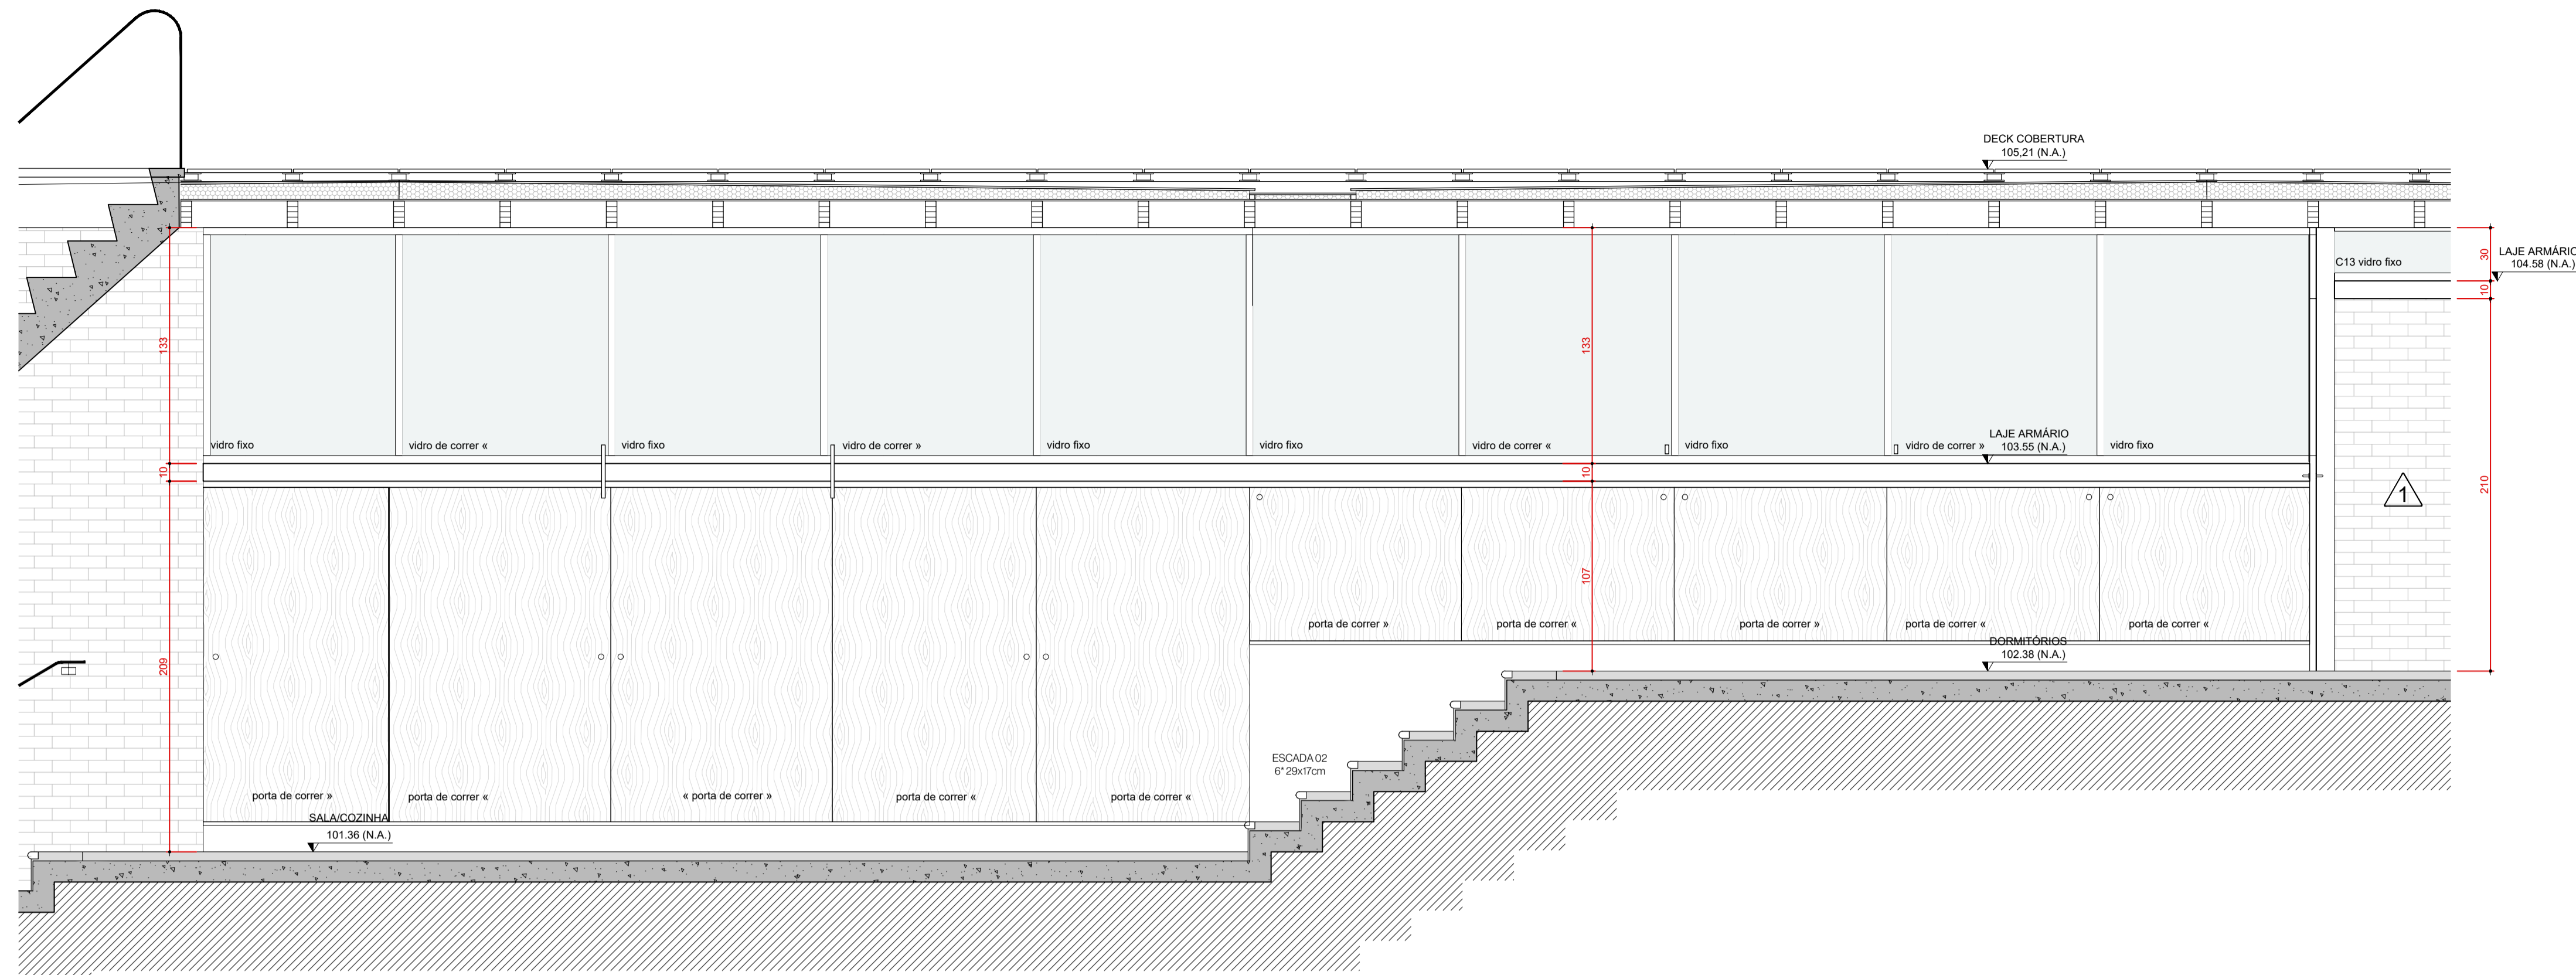 DECK COBERTURA
105,21 (N.A.)
C13 vidro fixo
30
LAJE ARMÁRIO
104.58 (N.A.)
10
133
133
vidro fixo
vidro de correr «
vidro fixo
vidro de correr »
vidro fixo
vidro fixo
vidro de correr «
vidro fixo
vidro de correr »
vidro fixo
LAJE ARMÁRIO
103.55 (N.A.)
10
10
210
1
107
209
porta de correr »
porta de correr «
porta de correr »
porta de correr «
porta de correr «
DORMITÓRIOS
102.38 (N.A.)
ESCADA 02
6* 29x17cm
porta de correr »
porta de correr «
« porta de correr »
porta de correr «
porta de correr «
SALA/COZINHA
101.36 (N.A.)